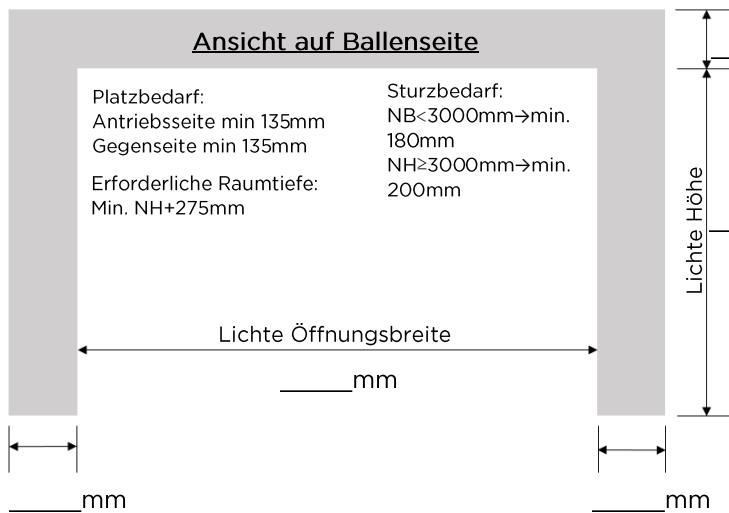 Ansicht auf Ballenseite
Platzbedarf:
Antriebsseite min 135mm
Gegenseite min 135mm
Erforderliche Raumtiefe:
Min. NH+275mm
Sturzbedarf:
NB<3000mm→min.
180mm
NH≥3000mm→min.
200mm
Lichte Höhe
Lichte Öffnungsbreite
______mm
______mm
______mm